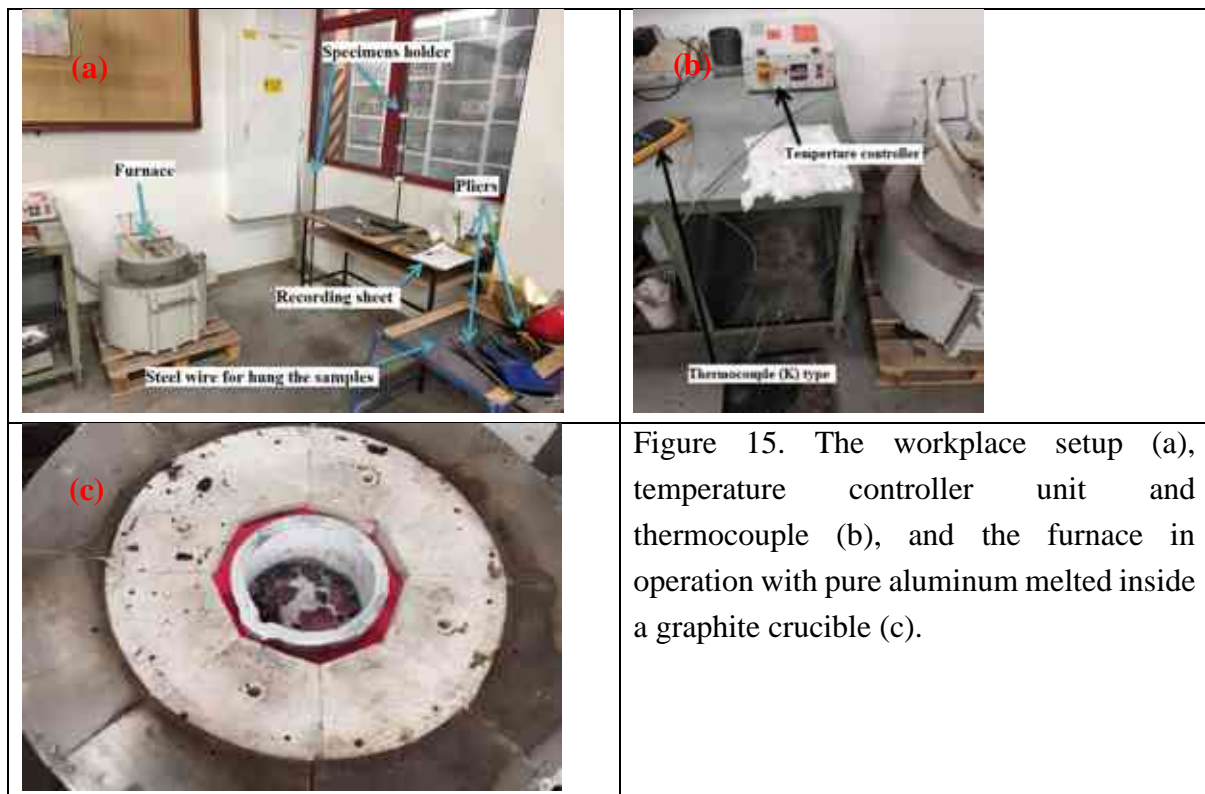 (a)
Specimens holder
Furnace
Pliers
Recording sheet
Steel wire for hung the samples
(b)
Temperture controller
Thermocouple (K) type
(c)
Figure 15. The workplace setup (a),
temperature controller unit and
thermocouple (b), and the furnace in
operation with pure aluminum melted inside
a graphite crucible (c).